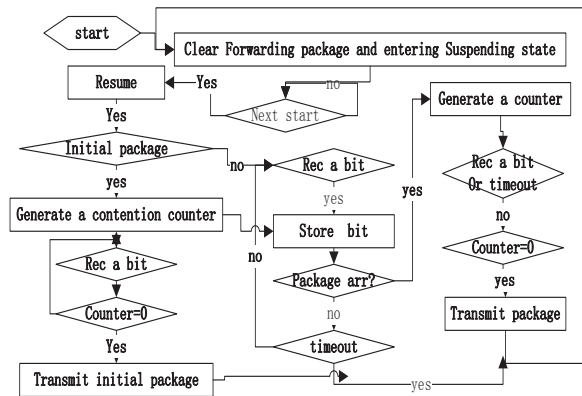 start
Clear Forwarding package and entering Suspending state
Resume
Yes
no
Next start
Generate a counter
Yes
Initial package
no
Rec a bit
yes
Rec a bit
Or timeout
yes
yes
Generate a contention counter
Store bit
no
no
Rec a bit
Package arr?
Counter=0
yes
Counter=0
no
Transmit package
Yes
timeout
Transmit initial package
yes